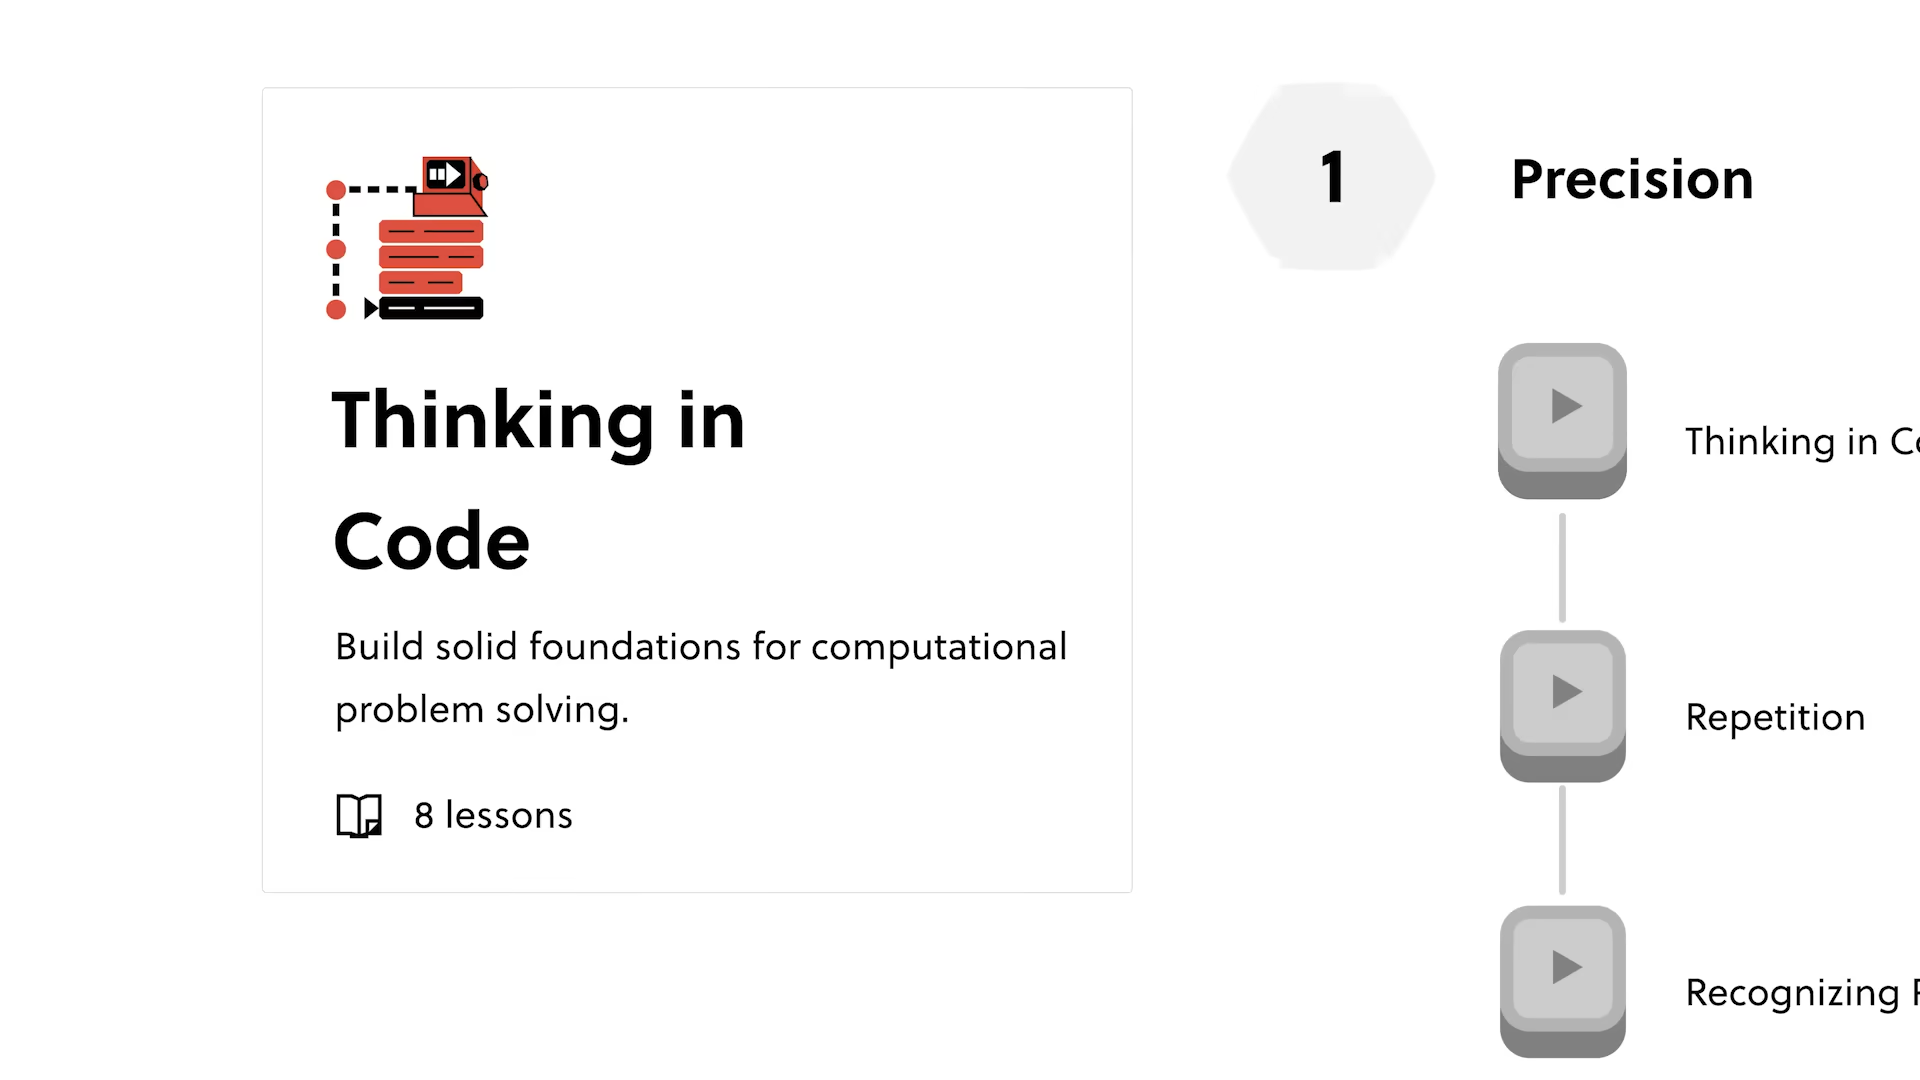 Thinking in
Code
Build solid foundations for computational
problem solving.
8 lessons
1
Precision
Thinking in
Repetition
Recognizing